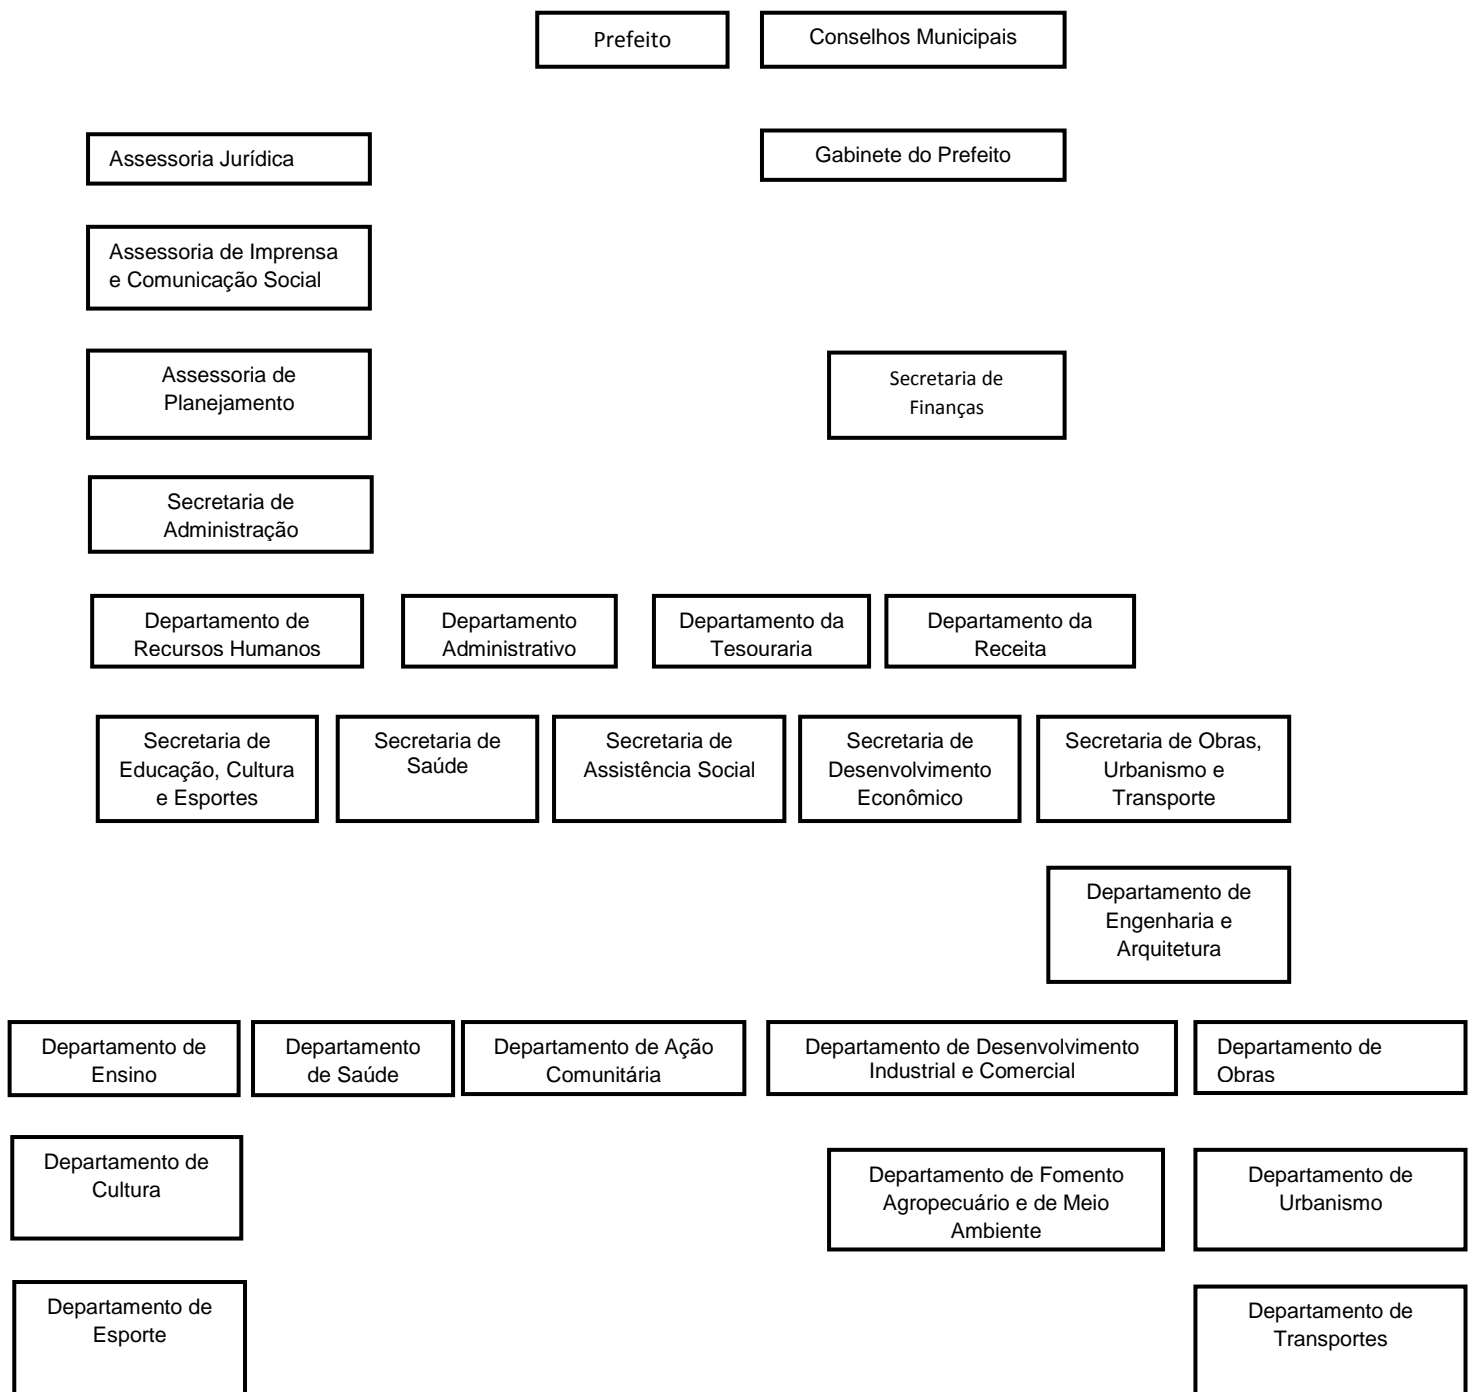 Prefeito
Conselhos Municipais
Assessoria Jurídica
Gabinete do Prefeito
Assessoria de Imprensa
e Comunicação Social
Assessoria de
Planejamento
Secretaria de
Finanças
Secretaria de
Administração
Departamento de
Recursos Humanos
Departamento
Administrativo
Departamento da
Tesouraria
Departamento da
Receita
Secretaria de
Educação, Cultura
e Esportes
Secretaria de
Saúde
Secretaria de
Assistência Social
Secretaria de
Desenvolvimento
Econômico
Secretaria de Obras,
Urbanismo e
Transporte
Departamento de
Engenharia e
Arquitetura
Departamento de
Ensino
Departamento
de Saúde
Departamento de Ação
Comunitária
Departamento de Desenvolvimento
Industrial e Comercial
Departamento de
Obras
Departamento de
Cultura
Departamento de Fomento
Agropecuário e de Meio
Ambiente
Departamento de
Urbanismo
Departamento de
Esporte
Departamento de
Transportes